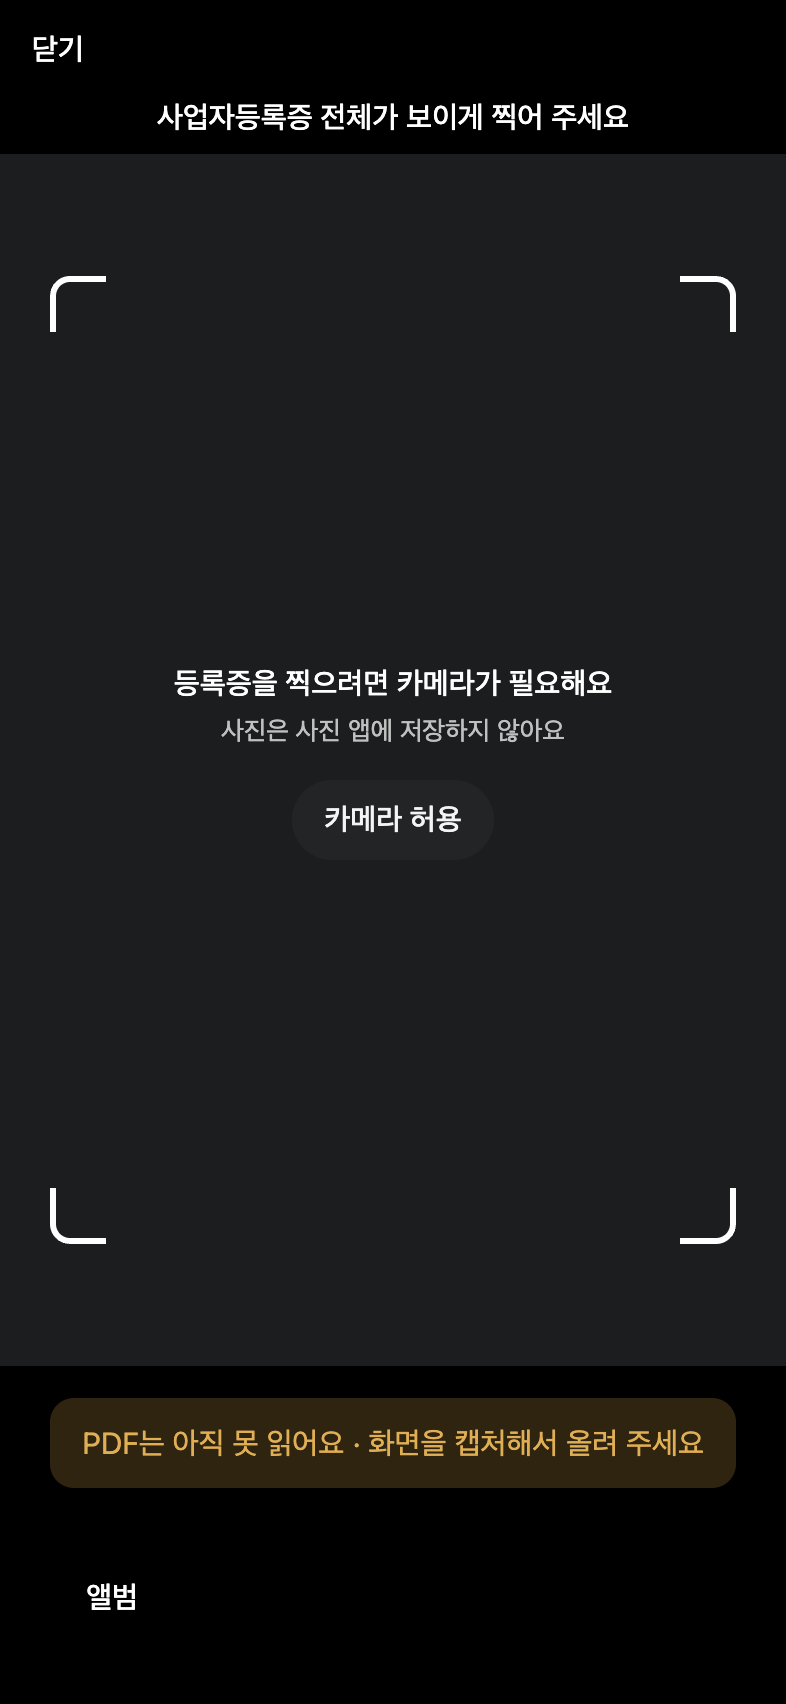 닫기
사업자등록증 전체가 보이게 찍어 주세요
등록증을 찍으려면 카메라가 필요해요
사진은 사진 앱에 저장하지 않아요
카메라 허용
PDF는 아직 못 읽어요 · 화면을 캡처해서 올려 주세요
앨범